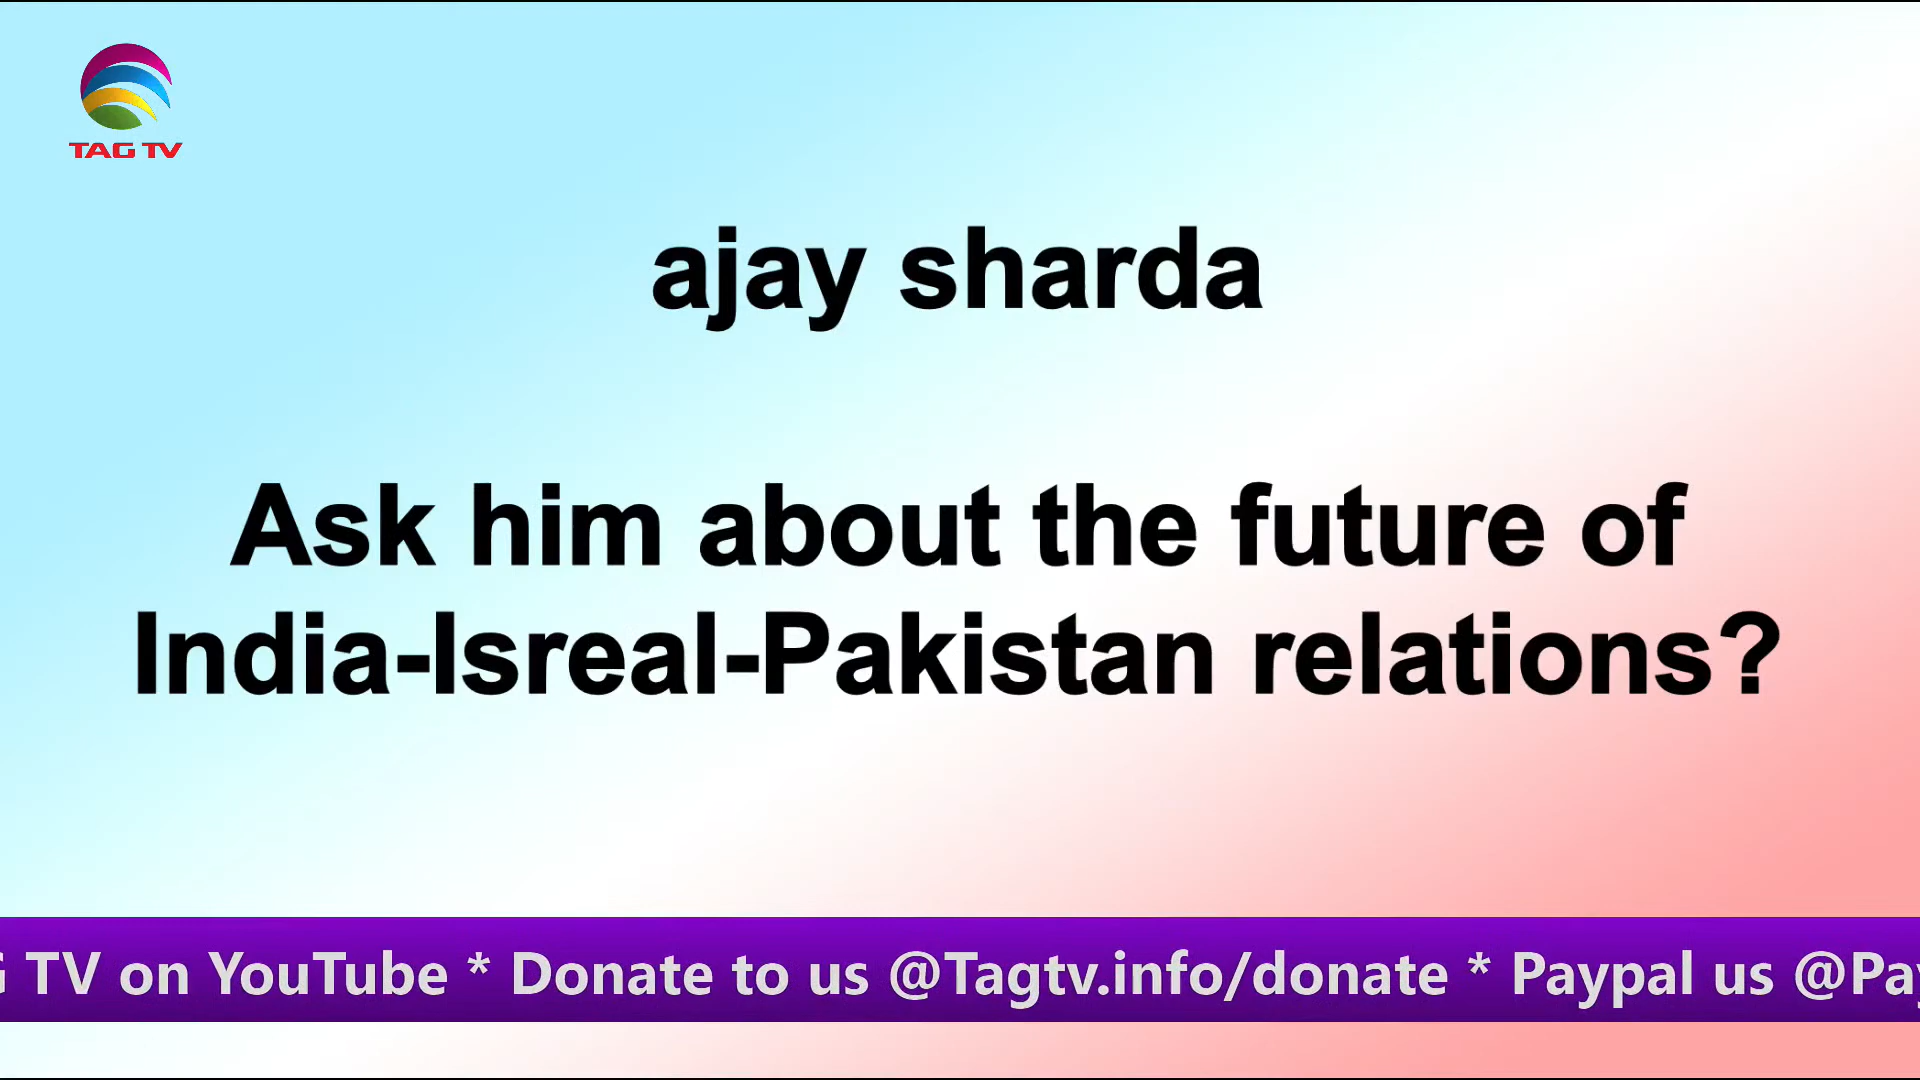 TAG TV
ajay sharda
Ask him about the future of
India-Isreal-Pakistan relations?
TV on YouTube * Donate to us @Tagtv.info/donate * Paypal us